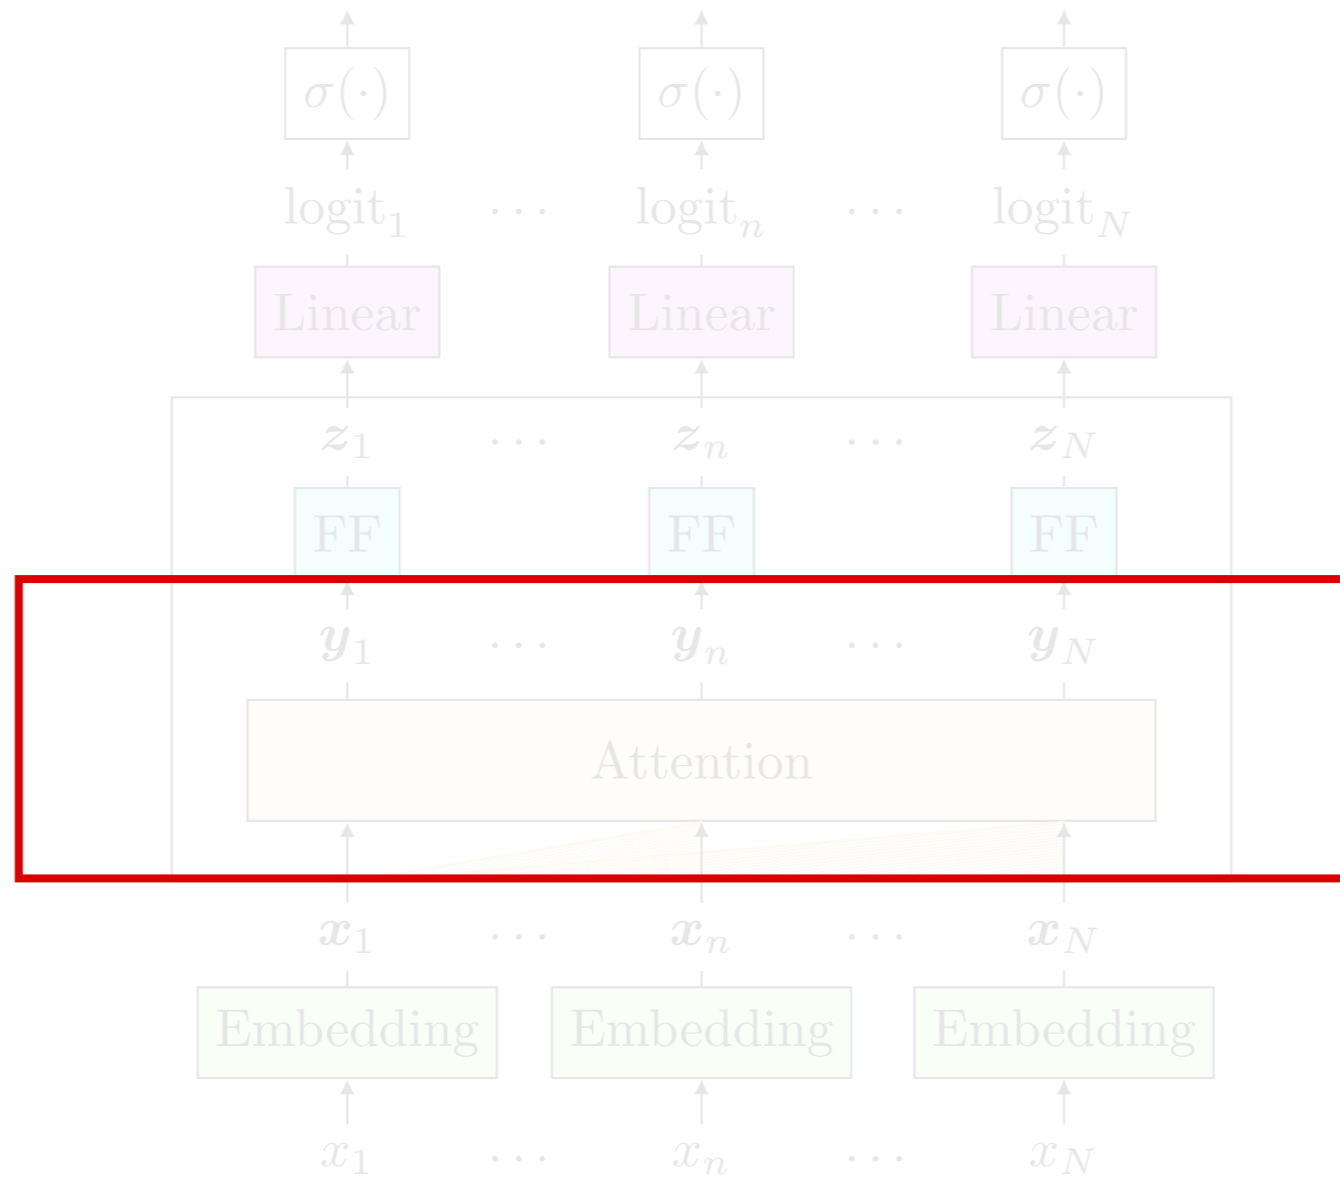 σ(·) σ(·) σ(·)
logit₁ ... logitₙ ... logit_N
Linear Linear Linear
z₁ ... zₙ ... z_N
FF FF FF
y₁ ... yₙ ... y_N
Attention
x₁ ... xₙ ... x_N
Embedding Embedding Embedding
x₁ ... xₙ ... x_N